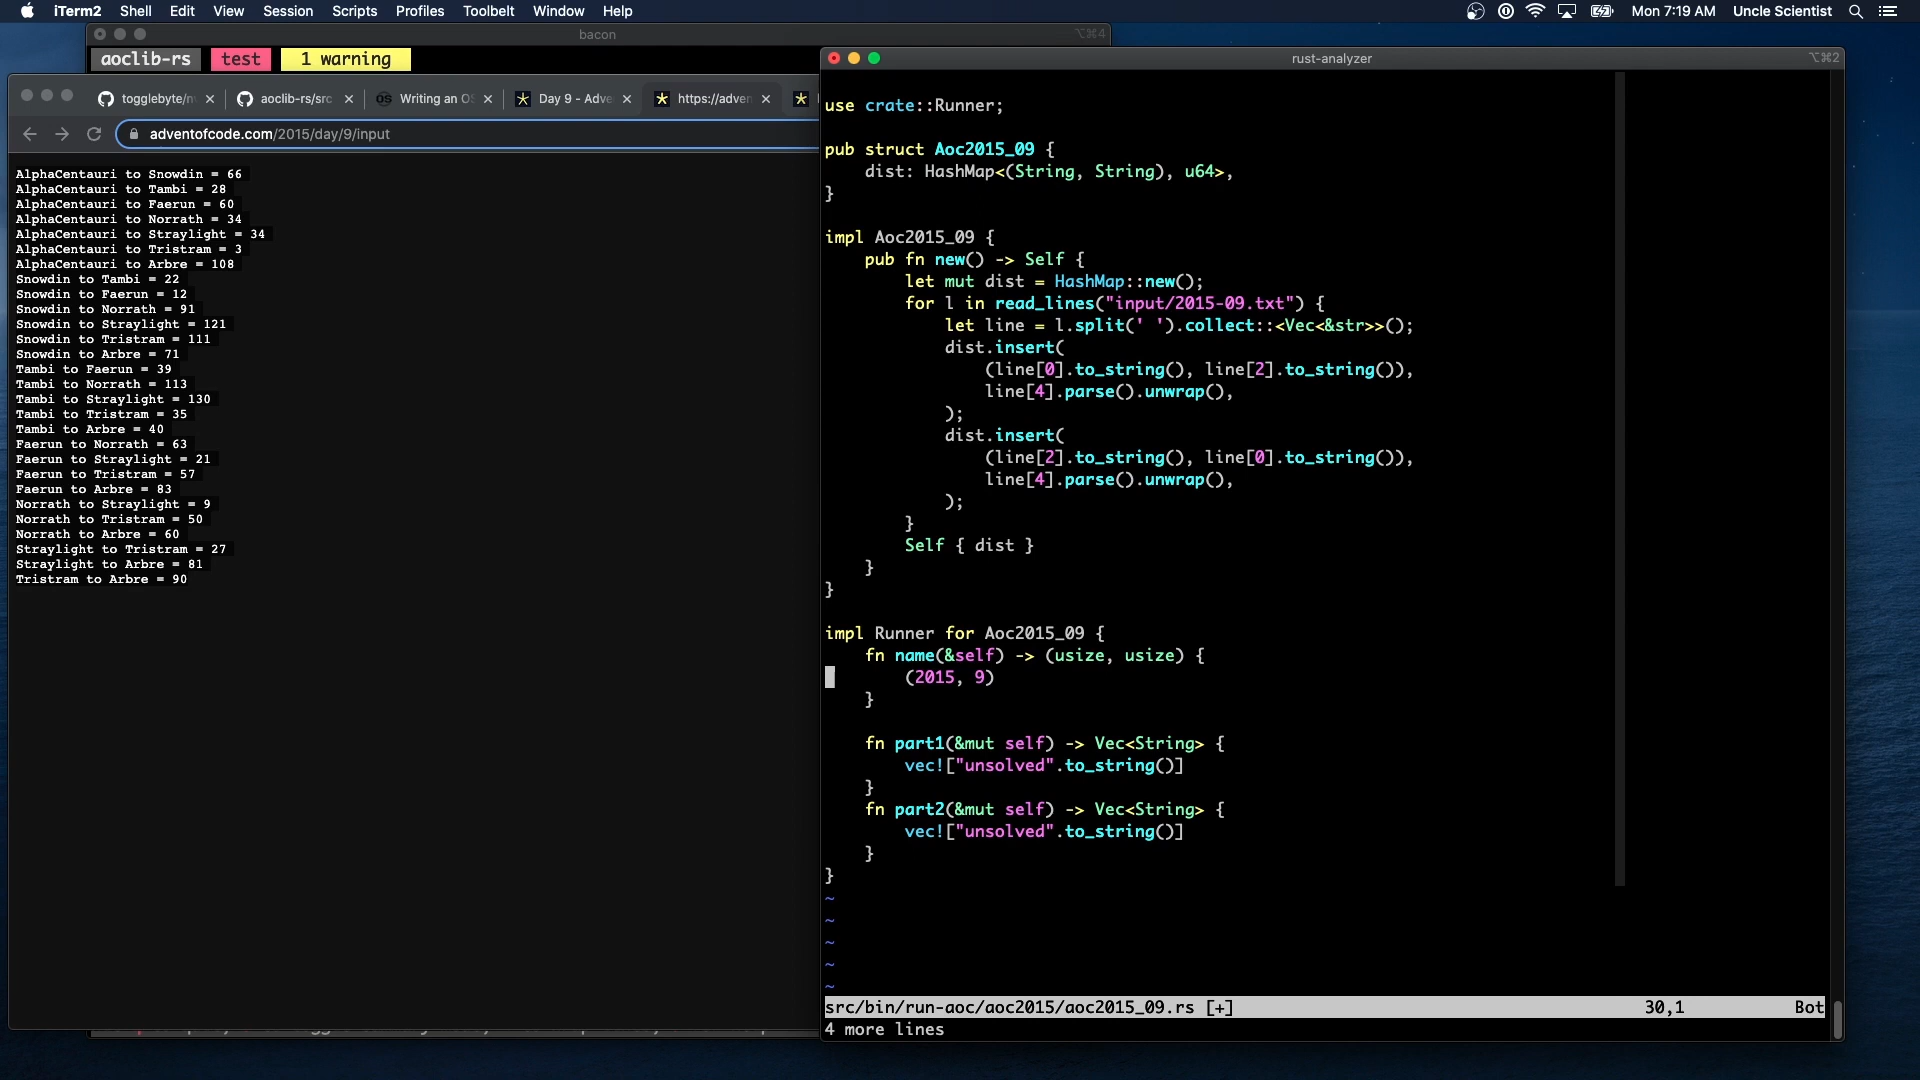 iTerm2 Shell Edit View Session Scripts Profiles Toolbelt Window Help Mon 7:19 AM Uncle Scientist
bacon ⌥⌘4
aoclib-rs test 1 warning
togglebyte/n × aoclib-rs/src × Writing an OS × Day 9 - Adve × https://adven ×
adventofcode.com/2015/day/9/input
AlphaCentauri to Snowdin = 66
AlphaCentauri to Tambi = 28
AlphaCentauri to Faerun = 60
AlphaCentauri to Norrath = 34
AlphaCentauri to Straylight = 34
AlphaCentauri to Tristram = 3
AlphaCentauri to Arbre = 108
Snowdin to Tambi = 22
Snowdin to Faerun = 12
Snowdin to Norrath = 91
Snowdin to Straylight = 121
Snowdin to Tristram = 111
Snowdin to Arbre = 71
Tambi to Faerun = 39
Tambi to Norrath = 113
Tambi to Straylight = 130
Tambi to Tristram = 35
Tambi to Arbre = 40
Faerun to Norrath = 63
Faerun to Straylight = 21
Faerun to Tristram = 57
Faerun to Arbre = 83
Norrath to Straylight = 9
Norrath to Tristram = 50
Norrath to Arbre = 60
Straylight to Tristram = 27
Straylight to Arbre = 81
Tristram to Arbre = 90
rust-analyzer ⌥⌘2
use crate::Runner;
pub struct Aoc2015_09 {
    dist: HashMap<(String, String), u64>,
}
impl Aoc2015_09 {
    pub fn new() -> Self {
        let mut dist = HashMap::new();
        for l in read_lines("input/2015-09.txt") {
            let line = l.split(' ').collect::<Vec<&str>>();
            dist.insert(
                (line[0].to_string(), line[2].to_string()),
                line[4].parse().unwrap(),
            );
            dist.insert(
                (line[2].to_string(), line[0].to_string()),
                line[4].parse().unwrap(),
            );
        }
        Self { dist }
    }
}
impl Runner for Aoc2015_09 {
    fn name(&self) -> (usize, usize) {
        (2015, 9)
    }
    fn part1(&mut self) -> Vec<String> {
        vec!["unsolved".to_string()]
    }
    fn part2(&mut self) -> Vec<String> {
        vec!["unsolved".to_string()]
    }
}
~
~
~
~
~
src/bin/run-aoc/aoc2015/aoc2015_09.rs [+] 30,1 Bot
4 more lines